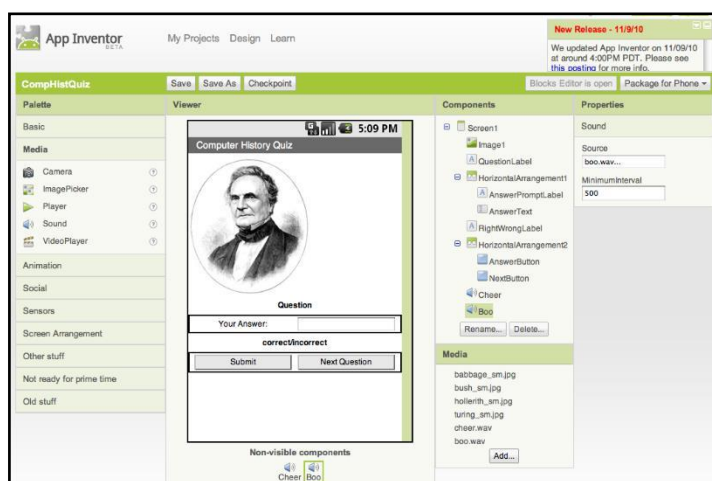 App Inventor
BETA
My Projects Design Learn
New Release - 11/9/10
We updated App Inventor on 11/09/10
at around 4:00PM PDT. Please see
this posting for more info.
CompHistQuiz
Save Save As Checkpoint
Blocks Editor is open Package for Phone
Palette
Basic
Media
Camera
ImagePicker
Player
Sound
VideoPlayer
Animation
Social
Sensors
Screen Arrangement
Other stuff
Not ready for prime time
Old stuff
Viewer
5:09 PM
Computer History Quiz
Question
Your Answer:
correct/incorrect
Submit Next Question
Non-visible components
Cheer Boo
Components
Screen1
Image1
QuestionLabel
HorizontalArrangement1
AnswerPromptLabel
AnswerText
RightWrongLabel
HorizontalArrangement2
AnswerButton
NextButton
Cheer
Boo
Rename... Delete...
Media
babbage_sm.jpg
bush_sm.jpg
hollerith_sm.jpg
turing_sm.jpg
cheer.wav
boo.wav
Add...
Properties
Sound
Source
boo.wav...
MinimumInterval
500